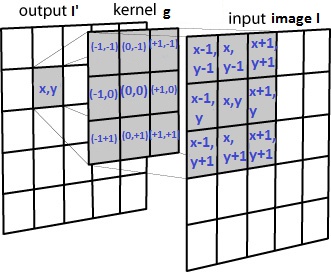 output I' kernel g input image I
(-1,-1) (0,-1) (+1,-1)
(-1,0) (0,0) (+1,0)
(-1+1) (0,+1) (+1,+1)
x,y
x-1, x, x+1,
y-1 y-1 y+1
x-1, x,y x+1,
y y
x-1, x, x+1,
y+1 y+1 y+1